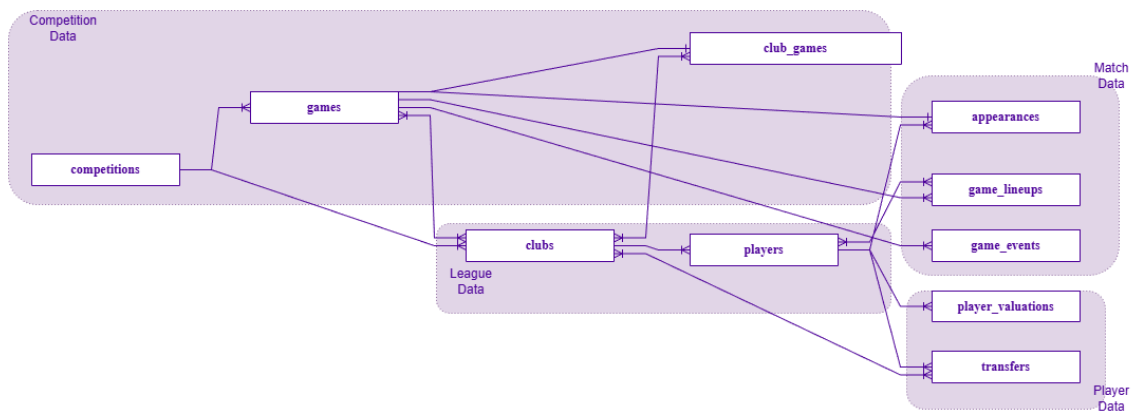 Competition
Data
club_games
Match
Data
games
appearances
competitions
game_lineups
clubs
players
game_events
League
Data
player_valuations
transfers
Player
Data